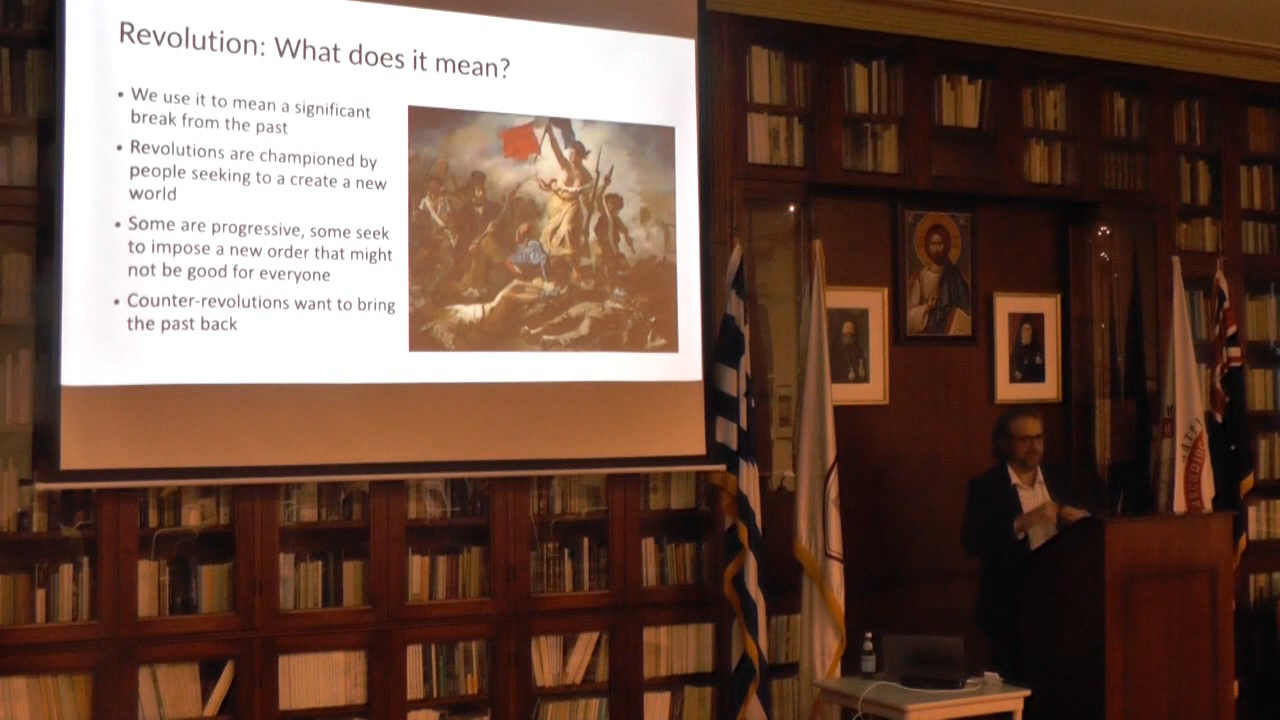 Revolution: What does it mean?
• We use it to mean a significant
break from the past
• Revolutions are championed by
people seeking to a create a new
world
• Some are progressive, some seek
to impose a new order that might
not be good for everyone
• Counter-revolutions want to bring
the past back